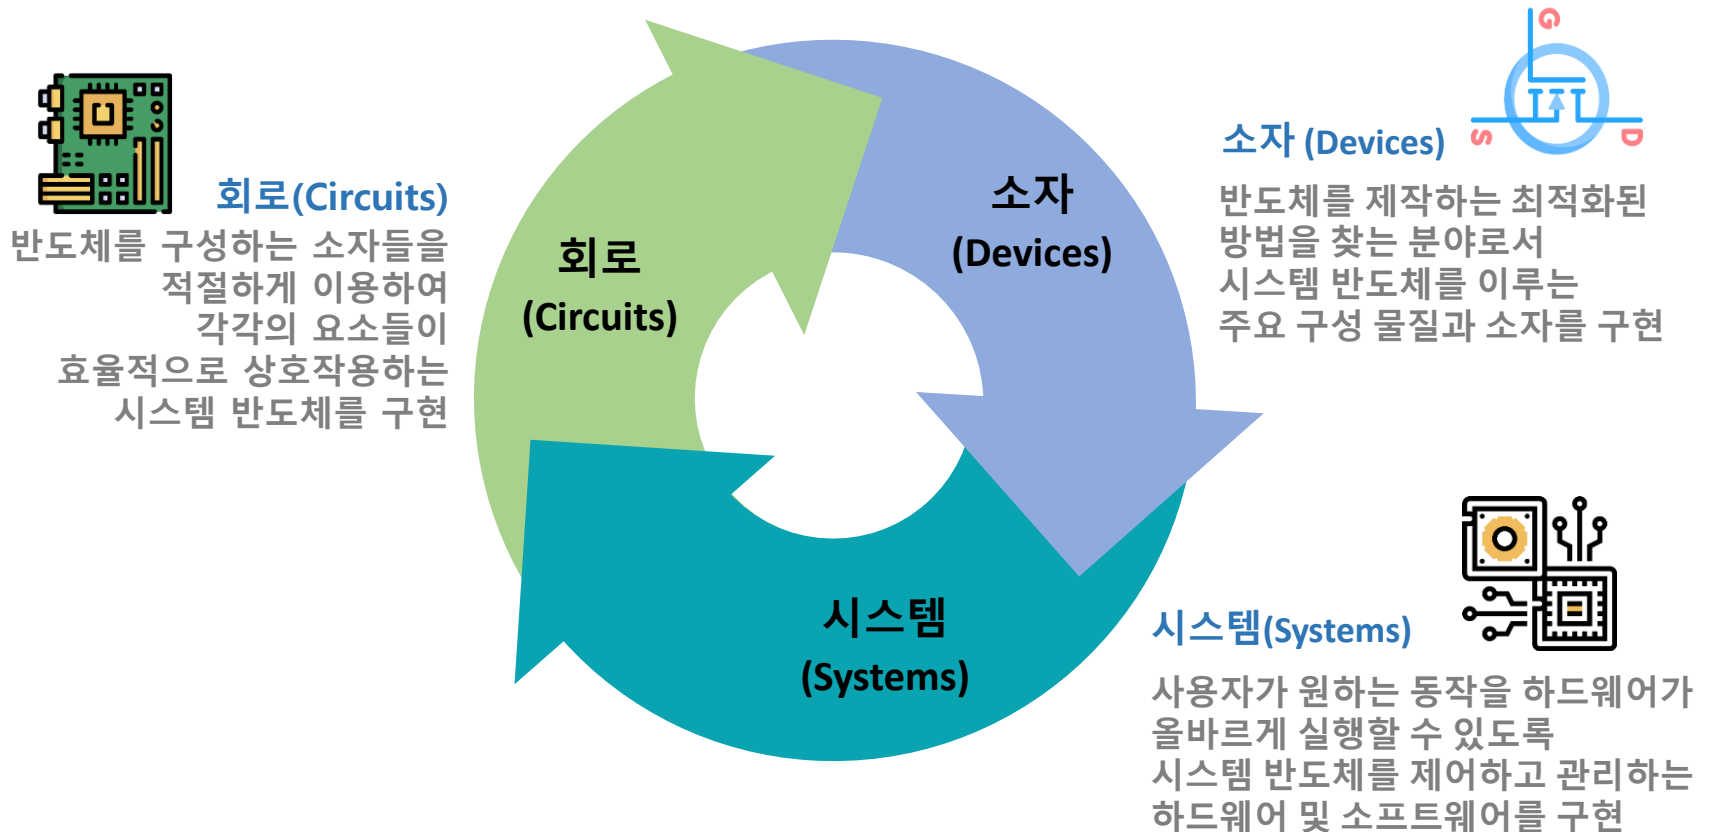 회로(Circuits)
반도체를 구성하는 소자들을
적절하게 이용하여
각각의 요소들이
효율적으로 상호작용하는
시스템 반도체를 구현
회로
(Circuits)
소자
(Devices)
시스템
(Systems)
G
S
D
소자 (Devices)
반도체를 제작하는 최적화된
방법을 찾는 분야로서
시스템 반도체를 이루는
주요 구성 물질과 소자를 구현
시스템(Systems)
사용자가 원하는 동작을 하드웨어가
올바르게 실행할 수 있도록
시스템 반도체를 제어하고 관리하는
하드웨어 및 소프트웨어를 구현